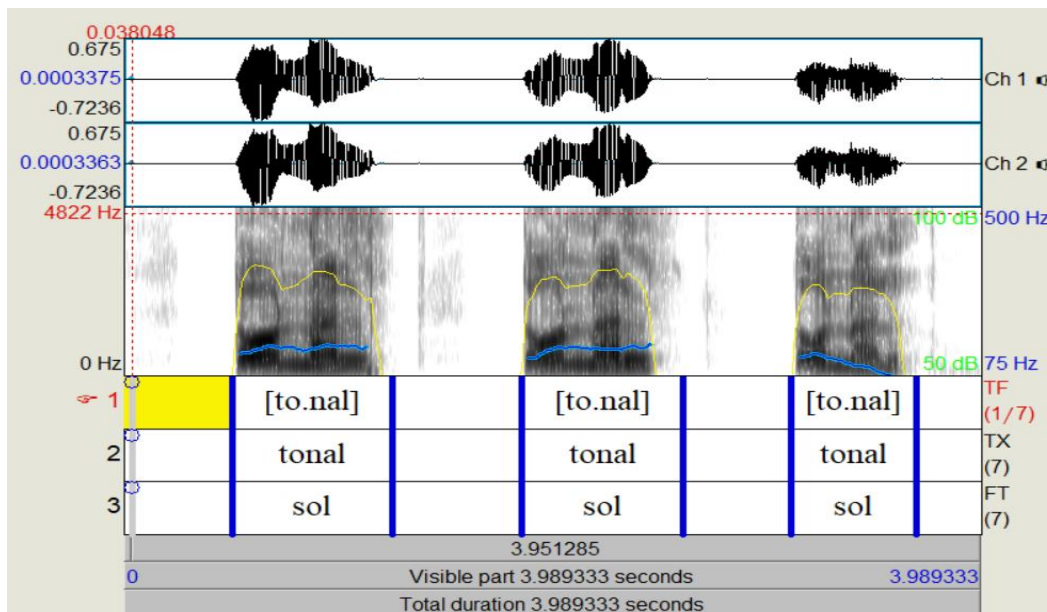 0.038048
0.675
0.0003375
-0.7236
Ch 1
0.675
0.0003363
-0.7236
Ch 2
4822 Hz 100 dB 500 Hz
0 Hz 50 dB 75 Hz
1 [to.nal] [to.nal] [to.nal] TF (1/7)
2 tonal tonal tonal TX (7)
3 sol sol sol FT (7)
3.951285
0 Visible part 3.989333 seconds 3.989333
Total duration 3.989333 seconds